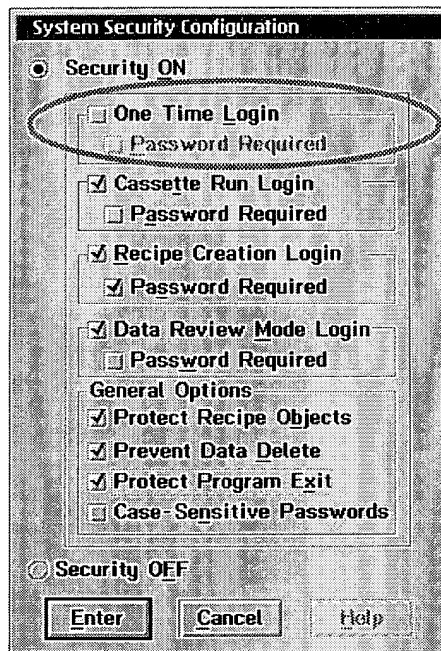 System Security Configuration
Security ON
One Time Login
Password Required
Cassette Run Login
Password Required
Recipe Creation Login
Password Required
Data Review Mode Login
Password Required
General Options
Protect Recipe Objects
Prevent Data Delete
Protect Program Exit
Case-Sensitive Passwords
Security OFF
Enter Cancel Help